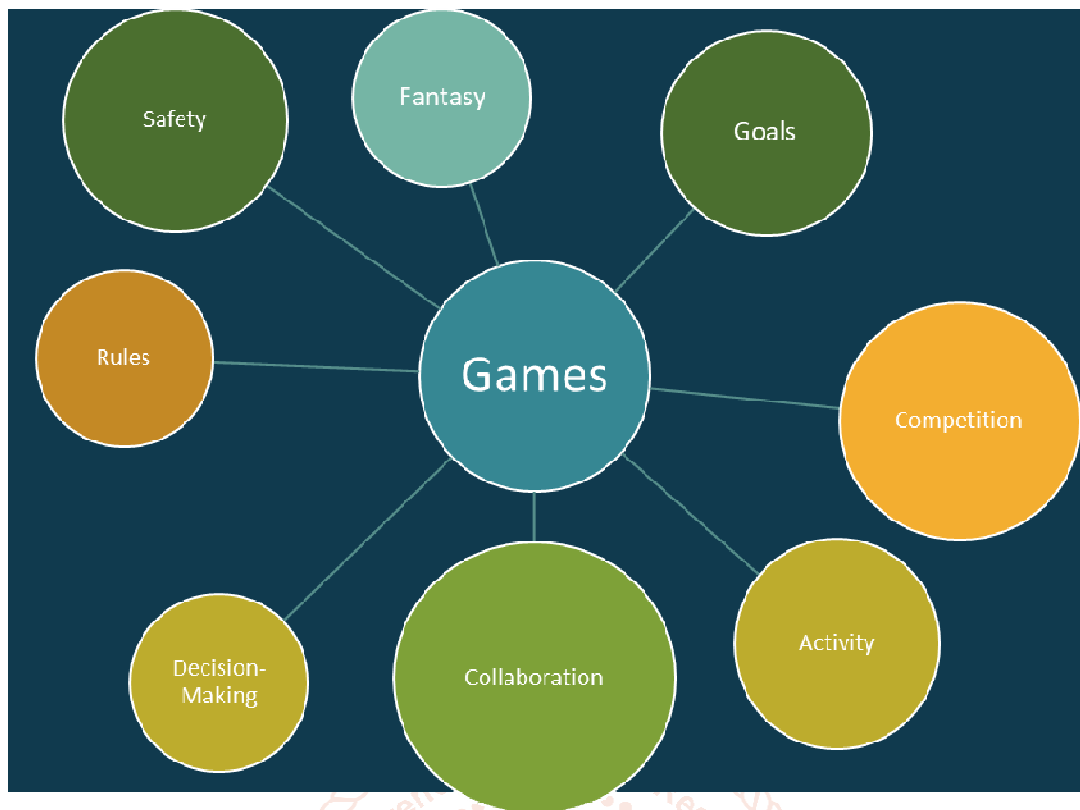 Safety
Fantasy
Goals
Rules
Games
Competition
Decision-
Making
Collaboration
Activity